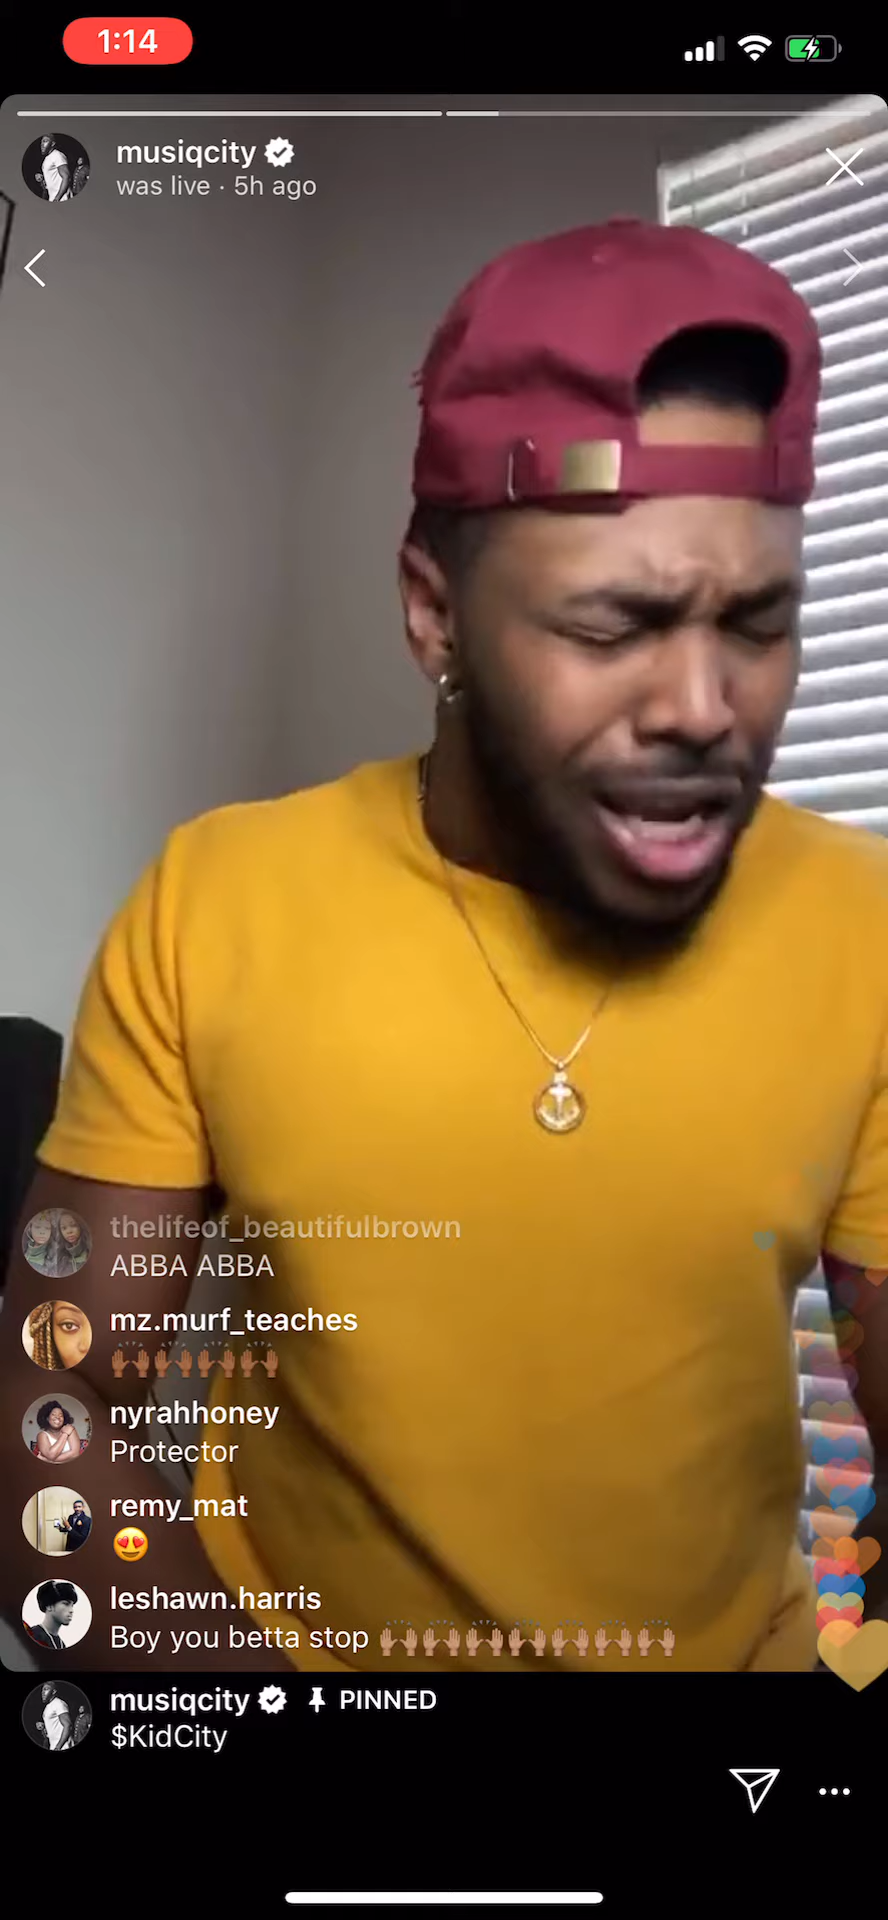 1:14
musiqcity
was live · 5h ago
thelifeof_beautifulbrown
ABBA ABBA
mz.murf_teaches
🙌🏾🙌🏾🙌🏾🙌🏾
nyrahhoney
Protector
remy_mat
😍
leshawn.harris
Boy you betta stop 🙌🏽🙌🏽🙌🏽🙌🏽🙌🏽🙌🏽🙌🏽
musiqcity PINNED
$KidCity